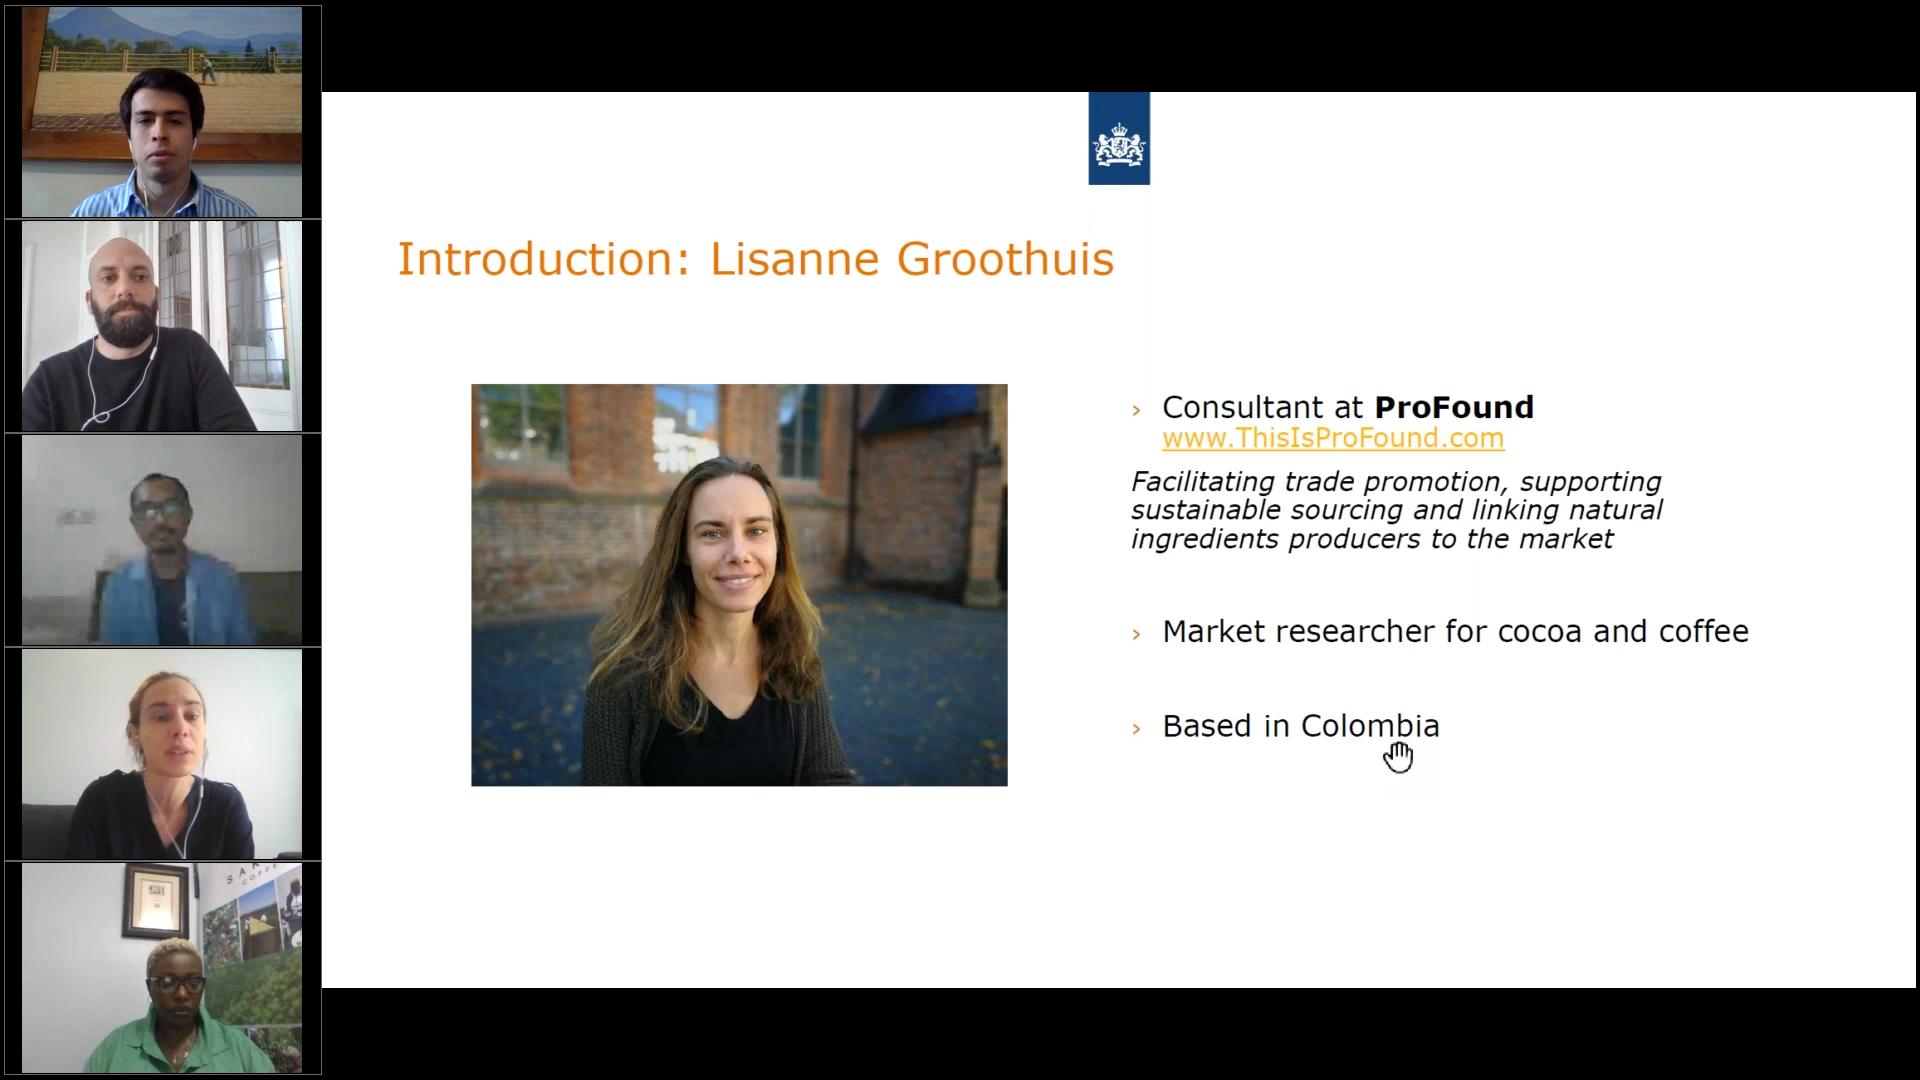 Introduction: Lisanne Groothuis
› Consultant at ProFound
www.ThisIsProFound.com
Facilitating trade promotion, supporting
sustainable sourcing and linking natural
ingredients producers to the market
› Market researcher for cocoa and coffee
› Based in Colombia